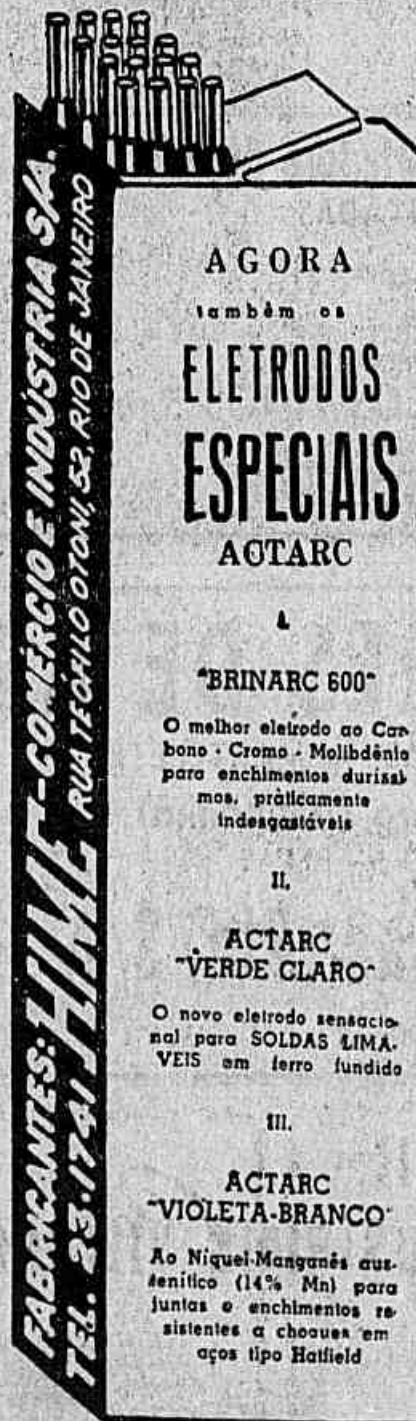 AGORA
também os
ELETRODOS
ESPECIAIS
ACTARC
"BRINARC 600"
O melhor eletrodo ao Car-
bono - Cromo - Molibdênio
para enchimentos duríssi-
mos, pràticamente
indesgastáveis
II.
ACTARC
"VERDE CLARO"
O novo eletrodo sensacio-
nal para SOLDAS LIMA-
VEIS em ferro fundido
III.
ACTARC
"VIOLETA-BRANCO"
Ao Níquel-Manganês aus-
tenítico (14% Mn) para
juntas e enchimentos re-
sistentes a choques em
aços tipo Hatfield
FABRICANTES: HIME - COMÉRCIO E INDÚSTRIA S/A.
TEL. 23-1741 RUA TEÓFILO OTONI, 52, RIO DE JANEIRO